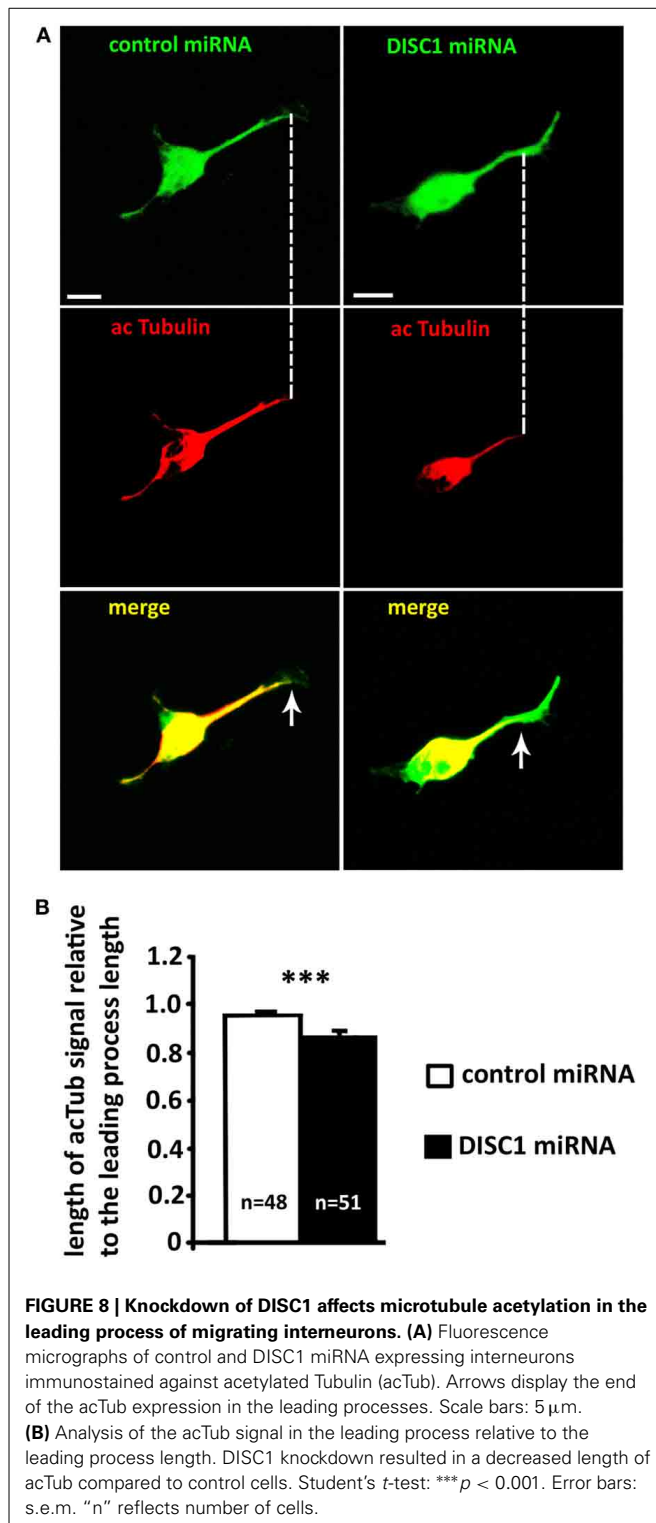 A
control miRNA
DISC1 miRNA
ac Tubulin
ac Tubulin
merge
merge
B
length of acTub signal relative
to the leading process length
1.2
1.0
0.8
0.6
0.4
0.2
0
***
n=48
n=51
control miRNA
DISC1 miRNA
FIGURE 8 | Knockdown of DISC1 affects microtubule acetylation in the
leading process of migrating interneurons. (A) Fluorescence
micrographs of control and DISC1 miRNA expressing interneurons
immunostained against acetylated Tubulin (acTub). Arrows display the end
of the acTub expression in the leading processes. Scale bars: 5 μm.
(B) Analysis of the acTub signal in the leading process relative to the
leading process length. DISC1 knockdown resulted in a decreased length of
acTub compared to control cells. Student's t-test: ***p < 0.001. Error bars:
s.e.m. “n” reflects number of cells.